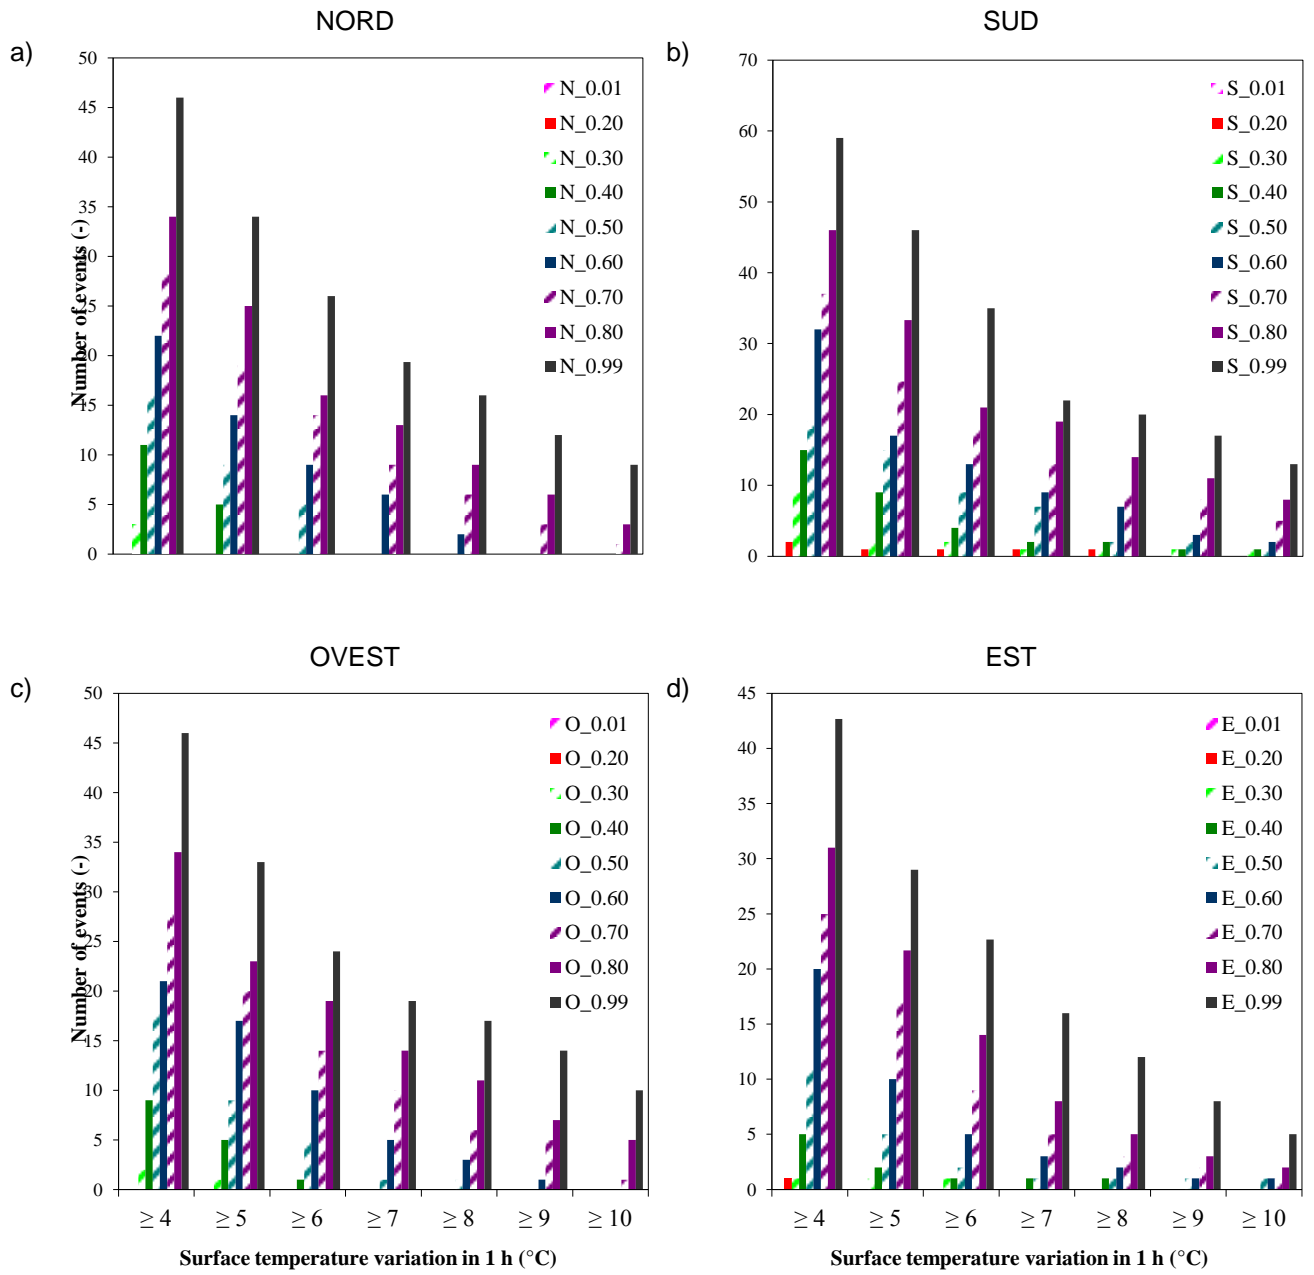 NORD
a)
Number of events (-)
50
45
40
35
30
25
20
15
10
5
0
N_0.01
N_0.20
N_0.30
N_0.40
N_0.50
N_0.60
N_0.70
N_0.80
N_0.99
SUD
b)
70
60
50
40
30
20
10
0
S_0.01
S_0.20
S_0.30
S_0.40
S_0.50
S_0.60
S_0.70
S_0.80
S_0.99
OVEST
c)
Number of events (-)
50
45
40
35
30
25
20
15
10
5
0
O_0.01
O_0.20
O_0.30
O_0.40
O_0.50
O_0.60
O_0.70
O_0.80
O_0.99
≥ 4 ≥ 5 ≥ 6 ≥ 7 ≥ 8 ≥ 9 ≥ 10
Surface temperature variation in 1 h (°C)
EST
d)
45
40
35
30
25
20
15
10
5
0
E_0.01
E_0.20
E_0.30
E_0.40
E_0.50
E_0.60
E_0.70
E_0.80
E_0.99
≥ 4 ≥ 5 ≥ 6 ≥ 7 ≥ 8 ≥ 9 ≥ 10
Surface temperature variation in 1 h (°C)